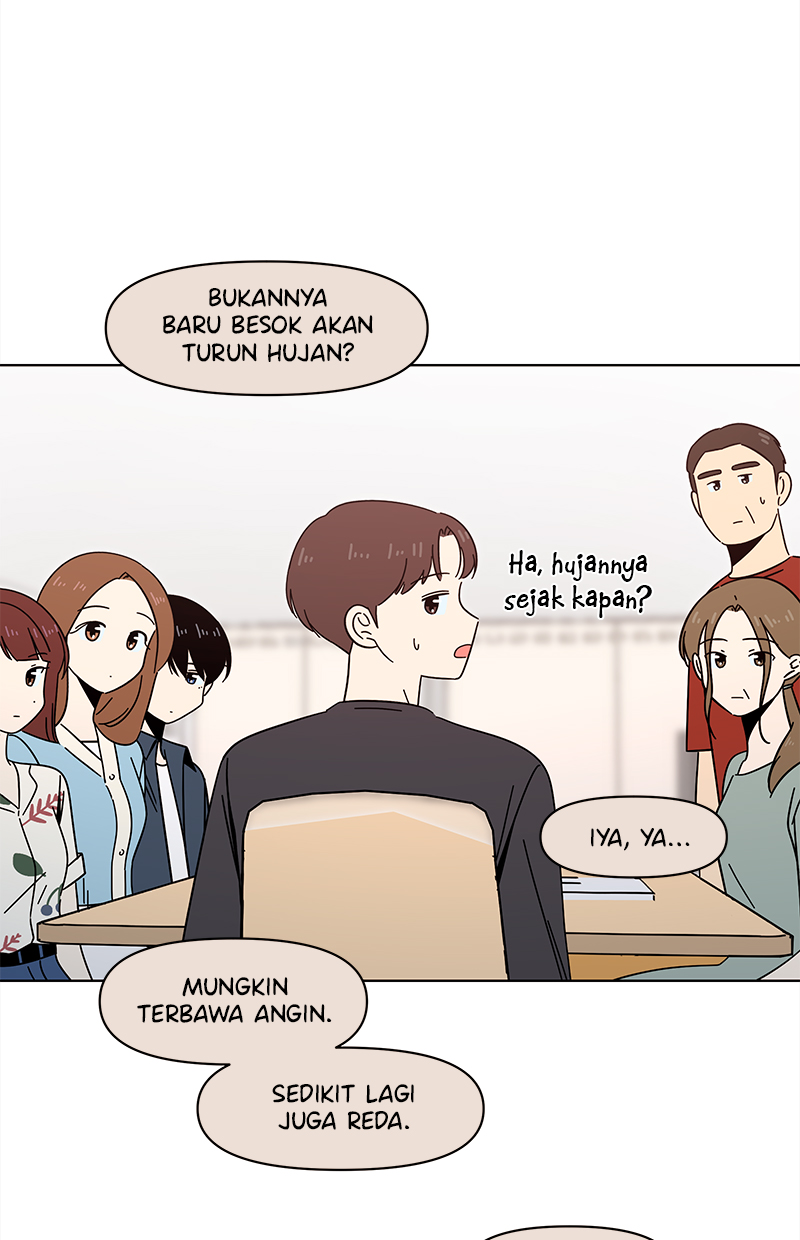 BUKANNYA
BARU BESOK AKAN
TURUN HUJAN?
Ha, hujannya
sejak kapan?
IYA, YA...
MUNGKIN
TERBAWA ANGIN.
SEDIKIT LAGI
JUGA REDA.